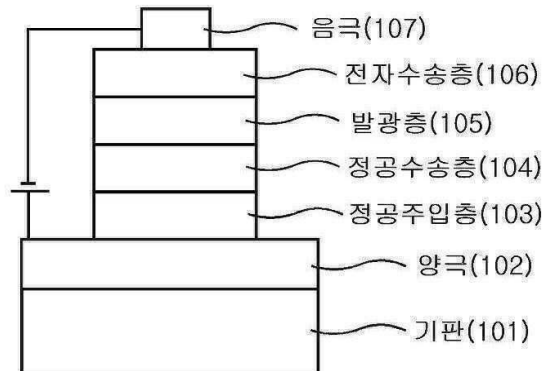 음극(107)
전자수송층(106)
발광층(105)
정공수송층(104)
정공주입층(103)
양극(102)
기판(101)